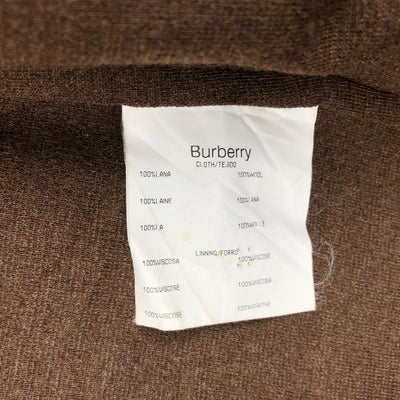 Burberry
CLOTH/TEJIDO
100%LANA 100%WOOL
100%LAINE 100%LANA
LINNING/FORRO
100%VISCOSA 100%VISCOSE
100%VISCOSE 100%VISCOSA
100%VISCOSE